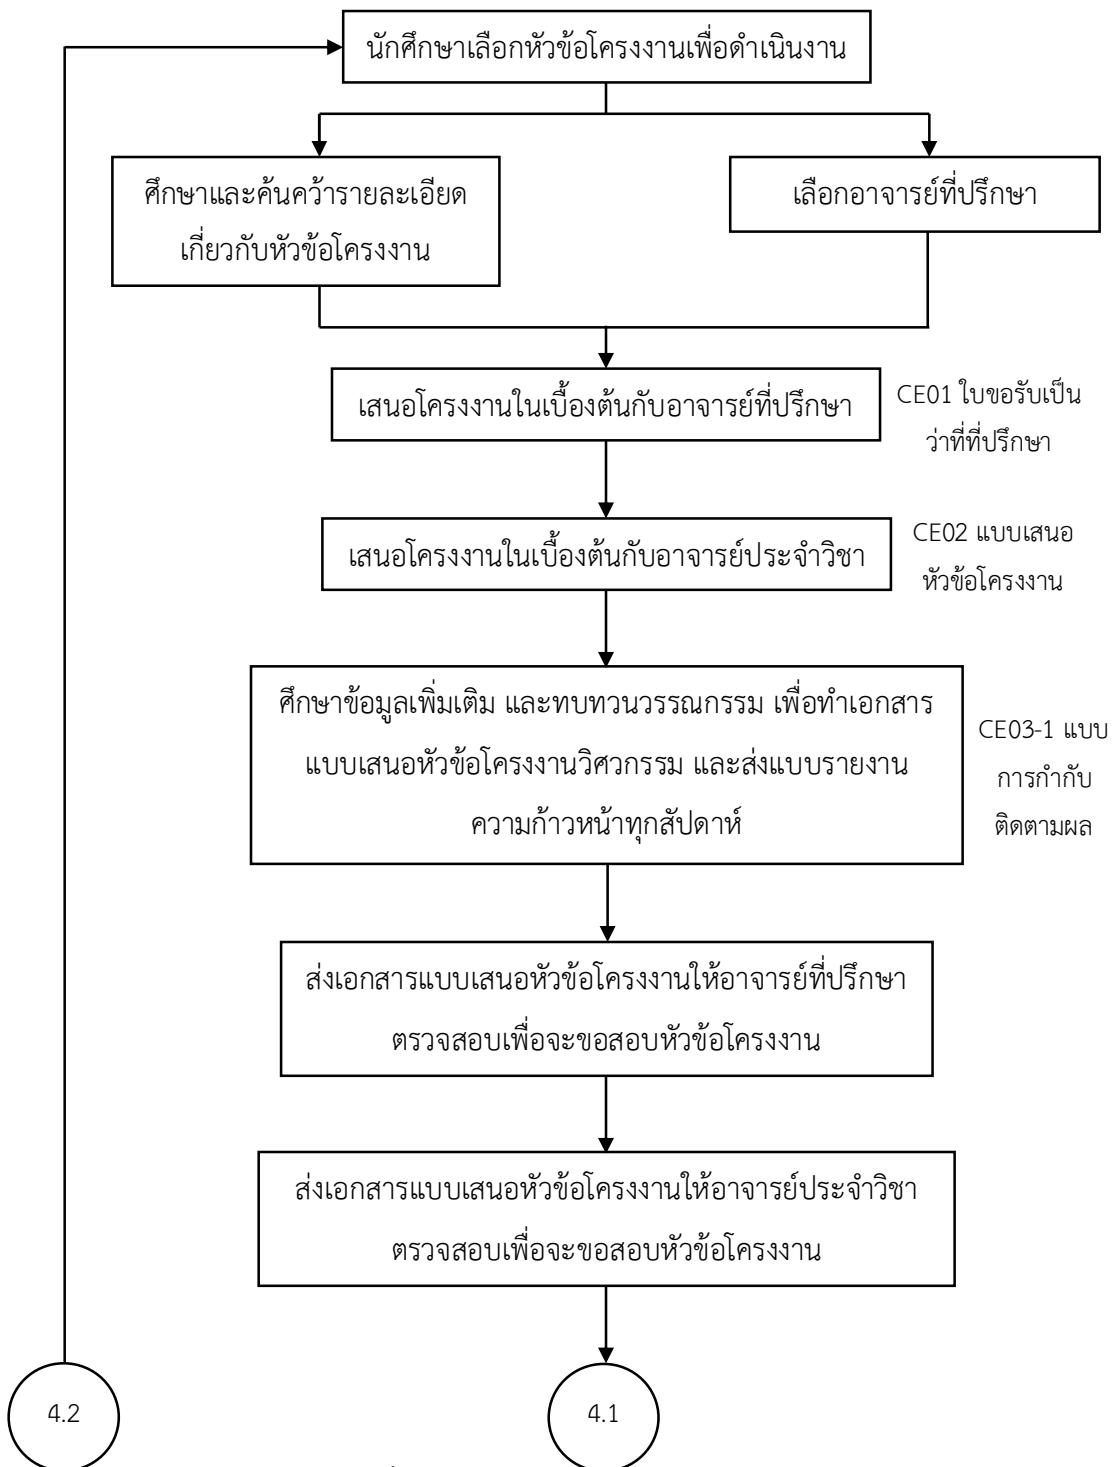 นักศึกษาเลือกหัวข้อโครงงานเพื่อดำเนินงาน
ศึกษาและค้นคว้ารายละเอียด
เกี่ยวกับหัวข้อโครงงาน
เลือกอาจารย์ที่ปรึกษา
เสนอโครงงานในเบื้องต้นกับอาจารย์ที่ปรึกษา
CE01 ใบขอรับเป็น
ว่าที่ที่ปรึกษา
เสนอโครงงานในเบื้องต้นกับอาจารย์ประจำวิชา
CE02 แบบเสนอ
หัวข้อโครงงาน
ศึกษาข้อมูลเพิ่มเติม และทบทวนวรรณกรรม เพื่อทำเอกสาร
แบบเสนอหัวข้อโครงงานวิศวกรรม และส่งแบบรายงาน
ความก้าวหน้าทุกสัปดาห์
CE03-1 แบบ
การกำกับ
ติดตามผล
ส่งเอกสารแบบเสนอหัวข้อโครงงานให้อาจารย์ที่ปรึกษา
ตรวจสอบเพื่อจะขอสอบหัวข้อโครงงาน
ส่งเอกสารแบบเสนอหัวข้อโครงงานให้อาจารย์ประจำวิชา
ตรวจสอบเพื่อจะขอสอบหัวข้อโครงงาน
4.2
4.1